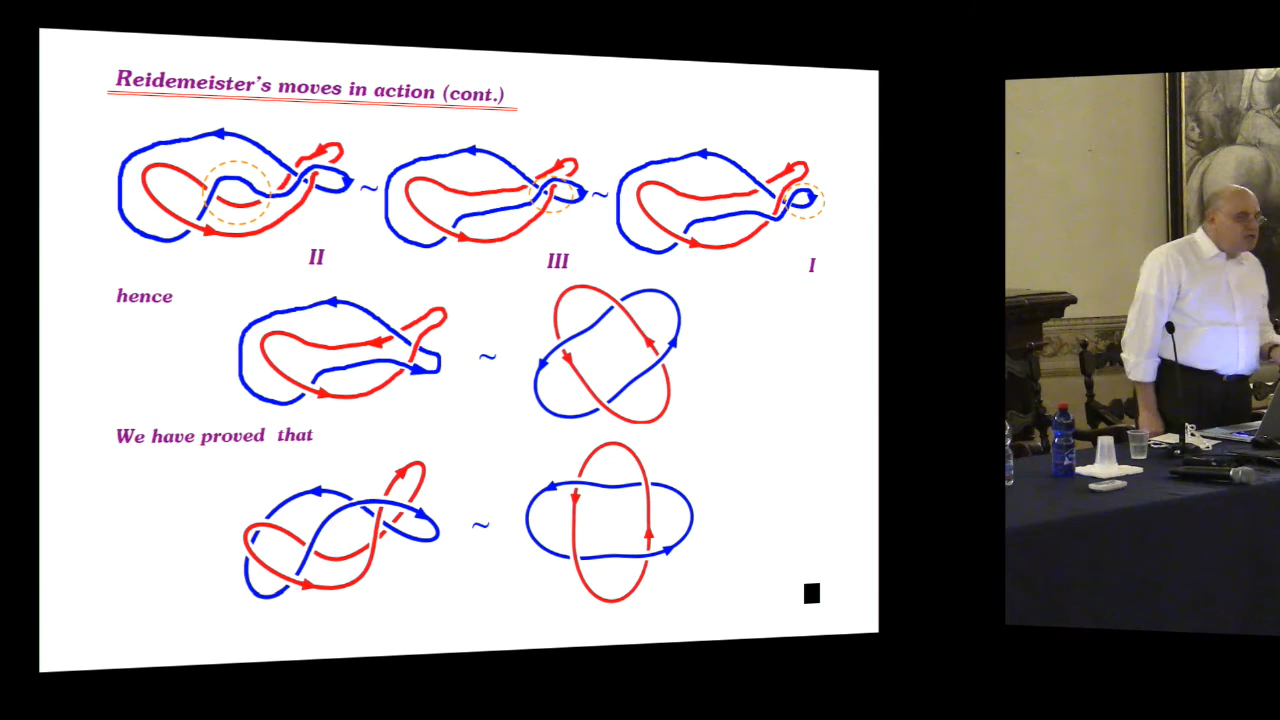 Reidemeister's moves in action (cont.)
~ ~
II III I
hence
~
We have proved that
~